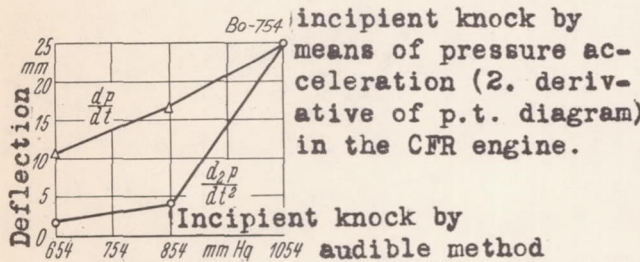 Bo-754 incipient knock by
25 means of pressure ac-
mm celeration (2. deriv-
20 ative of p.t. diagram)
dp/dt
15 in the CFR engine.
10
Deflection
5 d₂p/dt²
0 Incipient knock by
654 754 854 mm Hg 1054 audible method